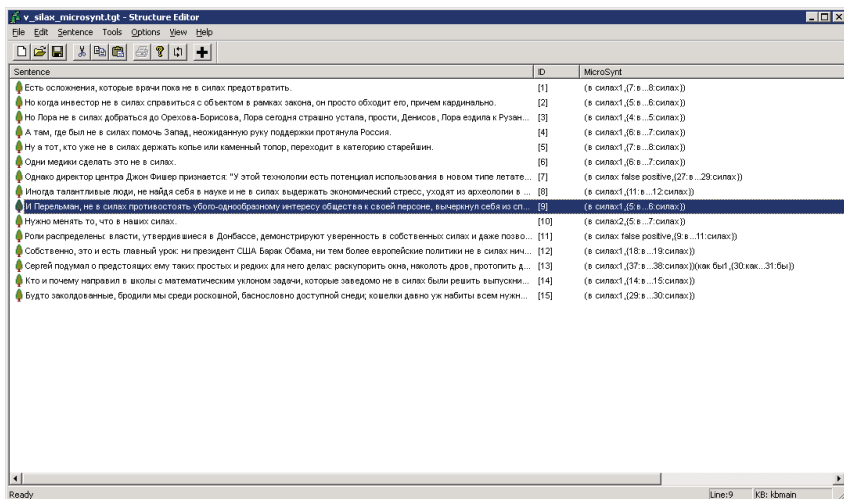 v_silax_microsynt.tgt - Structure Editor
File Edit Sentence Tools Options View Help
Sentence ID MicroSynt
Есть осложнения, которые врачи пока не в силах предотвратить. [1] (в силах1,{7:в...8:силах})
Но когда инвестор не в силах справиться с объектом в рамках закона, он просто обходит его, причем кардинально. [2] (в силах1,{5:в...6:силах})
Но Лора не в силах добраться до Орехова-Борисова, Лора сегодня страшно устала, прости, Денисов, Лора ездила к Рузан... [3] (в силах1,{4:в...5:силах})
А там, где был не в силах помочь Запад, неожиданную руку поддержки протянула Россия. [4] (в силах1,{6:в...7:силах})
Ну а тот, кто уже не в силах держать копье или каменный топор, переходит в категорию старейшин. [5] (в силах1,{7:в...8:силах})
Одни медики сделать это не в силах. [6] (в силах1,{6:в...7:силах})
Однако директор центра Джон Фишер признается: "У этой технологии есть потенциал использования в новом типе летате... [7] (в силах false positive,{27:в...29:силах})
Иногда талантливые люди, не найдя себя в науке и не в силах выдержать экономический стресс, уходят из археологии в ... [8] (в силах1,{11:в...12:силах})
И Перельман, не в силах противостоять убого-однообразному интересу общества к своей персоне, вычеркнул себя из сп... [9] (в силах1,{5:в...6:силах})
Нужно менять то, что в наших силах. [10] (в силах2,{5:в...7:силах})
Роли распределены: власти, утвердившиеся в Донбассе, демонстрируют уверенность в собственных силах и даже позво... [11] (в силах false positive,{9:в...11:силах})
Собственно, это и есть главный урок: ни президент США Барак Обама, ни тем более европейские политики не в силах нич... [12] (в силах1,{18:в...19:силах})
Сергей подумал о предстоящих ему таких простых и редких для него делах: раскупорить окна, наколоть дров, протопить д... [13] (в силах1,{37:в...38:силах})(как бы1,{30:как...31:бы})
Кто и почему направил в школы с математическим уклоном задачи, которые заведомо не в силах были решить выпускни... [14] (в силах1,{14:в...15:силах})
Будто заколдованные, бродили мы среди роскошной, баснословно доступной снеди; кошелки давно уж набиты всем нужн... [15] (в силах1,{29:в...30:силах})
Ready Line:9 KB: kbmain